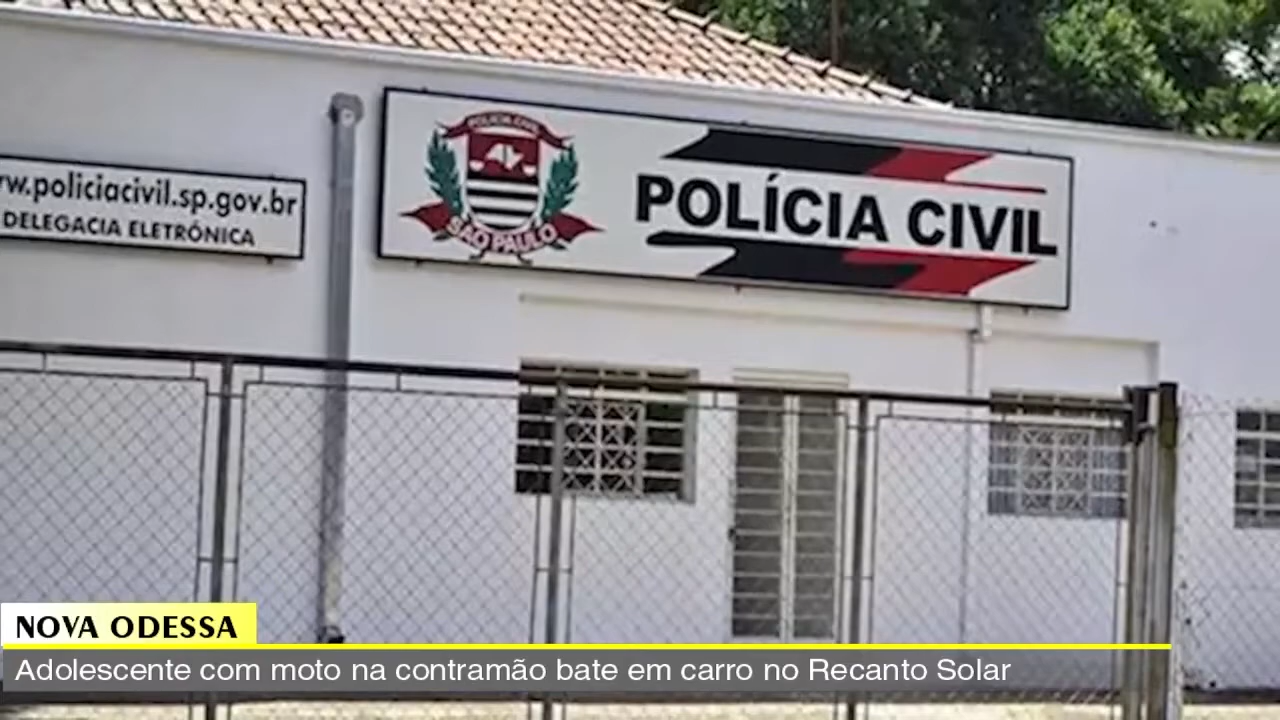 ww.policiacivil.sp.gov.br
DELEGACIA ELETRÔNICA
POLICIA CIVIL
SÃO PAULO
POLÍCIA CIVIL
NOVA ODESSA
Adolescente com moto na contramão bate em carro no Recanto Solar